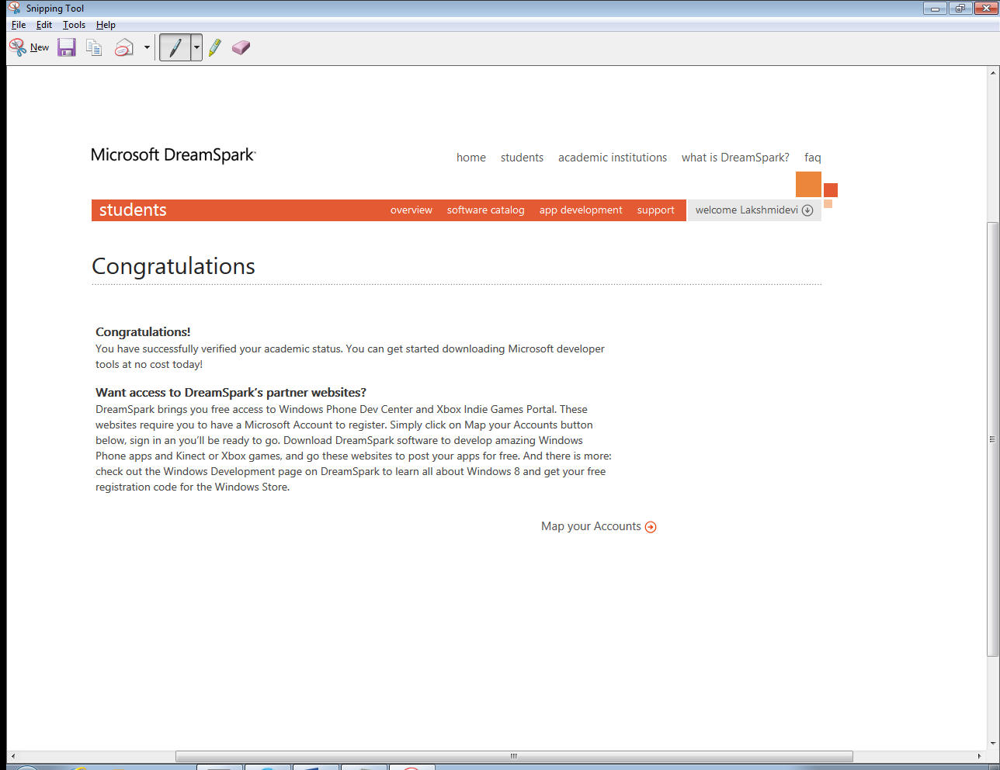 Snipping Tool
File Edit Tools Help
New
Microsoft DreamSpark
home students academic institutions what is DreamSpark? faq
students overview software catalog app development support welcome Lakshmidevi
Congratulations
Congratulations!
You have successfully verified your academic status. You can get started downloading Microsoft developer
tools at no cost today!
Want access to DreamSpark’s partner websites?
DreamSpark brings you free access to Windows Phone Dev Center and Xbox Indie Games Portal. These
websites require you to have a Microsoft Account to register. Simply click on Map your Accounts button
below, sign in an you’ll be ready to go. Download DreamSpark software to develop amazing Windows
Phone apps and Kinect or Xbox games, and go these websites to post your apps for free. And there is more:
check out the Windows Development page on DreamSpark to learn all about Windows 8 and get your free
registration code for the Windows Store.
Map your Accounts